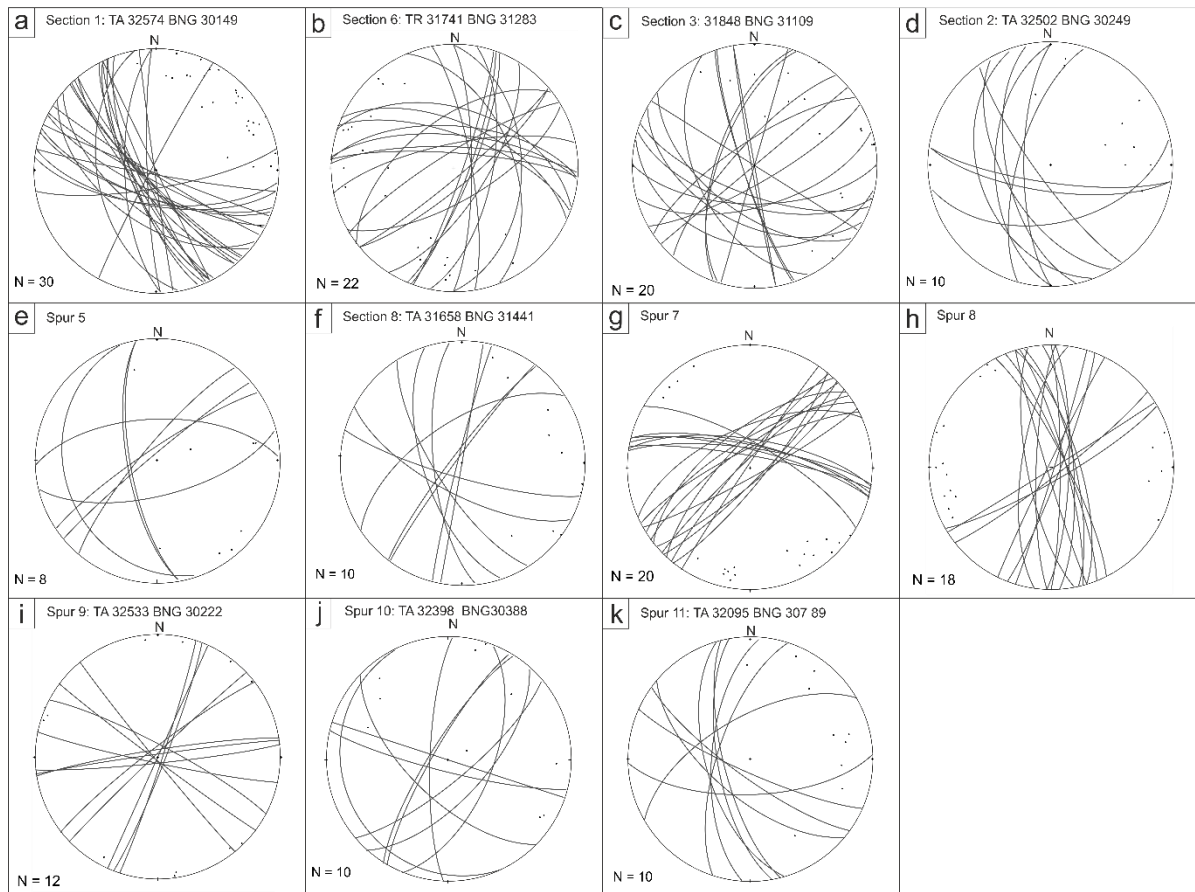 a Section 1: TA 32574 BNG 30149
N
N = 30
b Section 6: TR 31741 BNG 31283
N
N = 22
c Section 3: 31848 BNG 31109
N
N = 20
d Section 2: TA 32502 BNG 30249
N
N = 10
e Spur 5
N
N = 8
f Section 8: TA 31658 BNG 31441
N
N = 10
g Spur 7
N
N = 20
h Spur 8
N
N = 18
i Spur 9: TA 32533 BNG 30222
N
N = 12
j Spur 10: TA 32398 BNG30388
N
N = 10
k Spur 11: TA 32095 BNG 307 89
N
N = 10